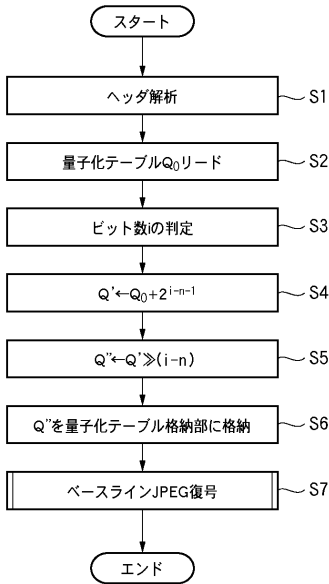 スタート
ヘッダ解析 S1
量子化テーブルQ₀リード S2
ビット数iの判定 S3
Q'←Q₀+2^{i-n-1} S4
Q''←Q'≫(i-n) S5
Q''を量子化テーブル格納部に格納 S6
ベースラインJPEG復号 S7
エンド